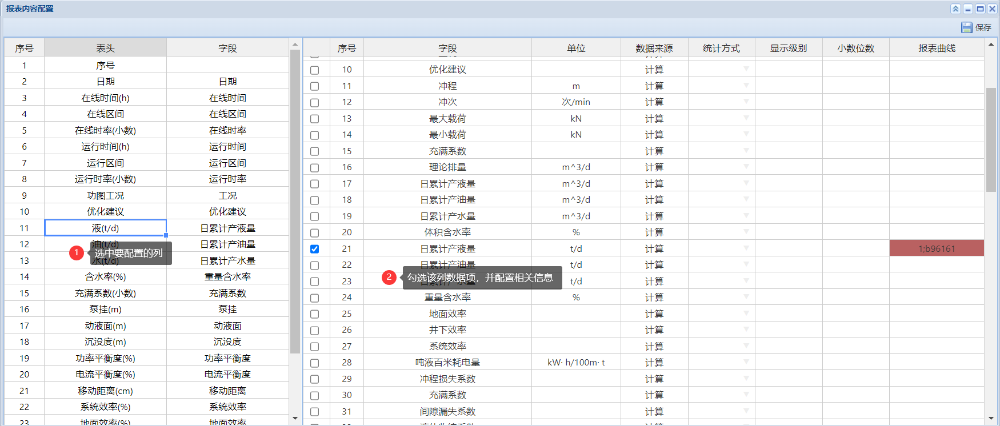 报表内容配置
保存
序号 表头 字段
1 序号
2 日期 日期
3 在线时间(h) 在线时间
4 在线区间 在线区间
5 在线时率(小数) 在线时率
6 运行时间(h) 运行时间
7 运行区间 运行区间
8 运行时率(小数) 运行时率
9 功图工况 工况
10 优化建议 优化建议
11 液(t/d) 日累计产液量
12 油(t/d) 日累计产油量
1 选中要配置的列
13 水(t/d) 日累计产水量
14 含水率(%) 重量含水率
15 充满系数(小数) 充满系数
16 泵挂(m) 泵挂
17 动液面(m) 动液面
18 沉没度(m) 沉没度
19 功率平衡度(%) 功率平衡度
20 电流平衡度(%) 电流平衡度
21 移动距离(cm) 移动距离
22 系统效率(%) 系统效率
23 地面效率(%) 地面效率
序号 字段 单位 数据来源 统计方式 显示级别 小数位数 报表曲线
10 优化建议 计算
11 冲程 m 计算
12 冲次 次/min 计算
13 最大载荷 kN 计算
14 最小载荷 kN 计算
15 充满系数 计算
16 理论排量 m^3/d 计算
17 日累计产液量 m^3/d 计算
18 日累计产油量 m^3/d 计算
19 日累计产水量 m^3/d 计算
20 体积含水率 % 计算
21 日累计产液量 t/d 计算 1;b96161
22 日累计产油量 t/d 计算
2 勾选该列数据项，并配置相关信息
23 日累计产水量 t/d 计算
24 重量含水率 % 计算
25 地面效率 计算
26 井下效率 计算
27 系统效率 计算
28 吨液百米耗电量 kW· h/100m· t 计算
29 冲程损失系数 计算
30 充满系数 计算
31 间隙漏失系数 计算